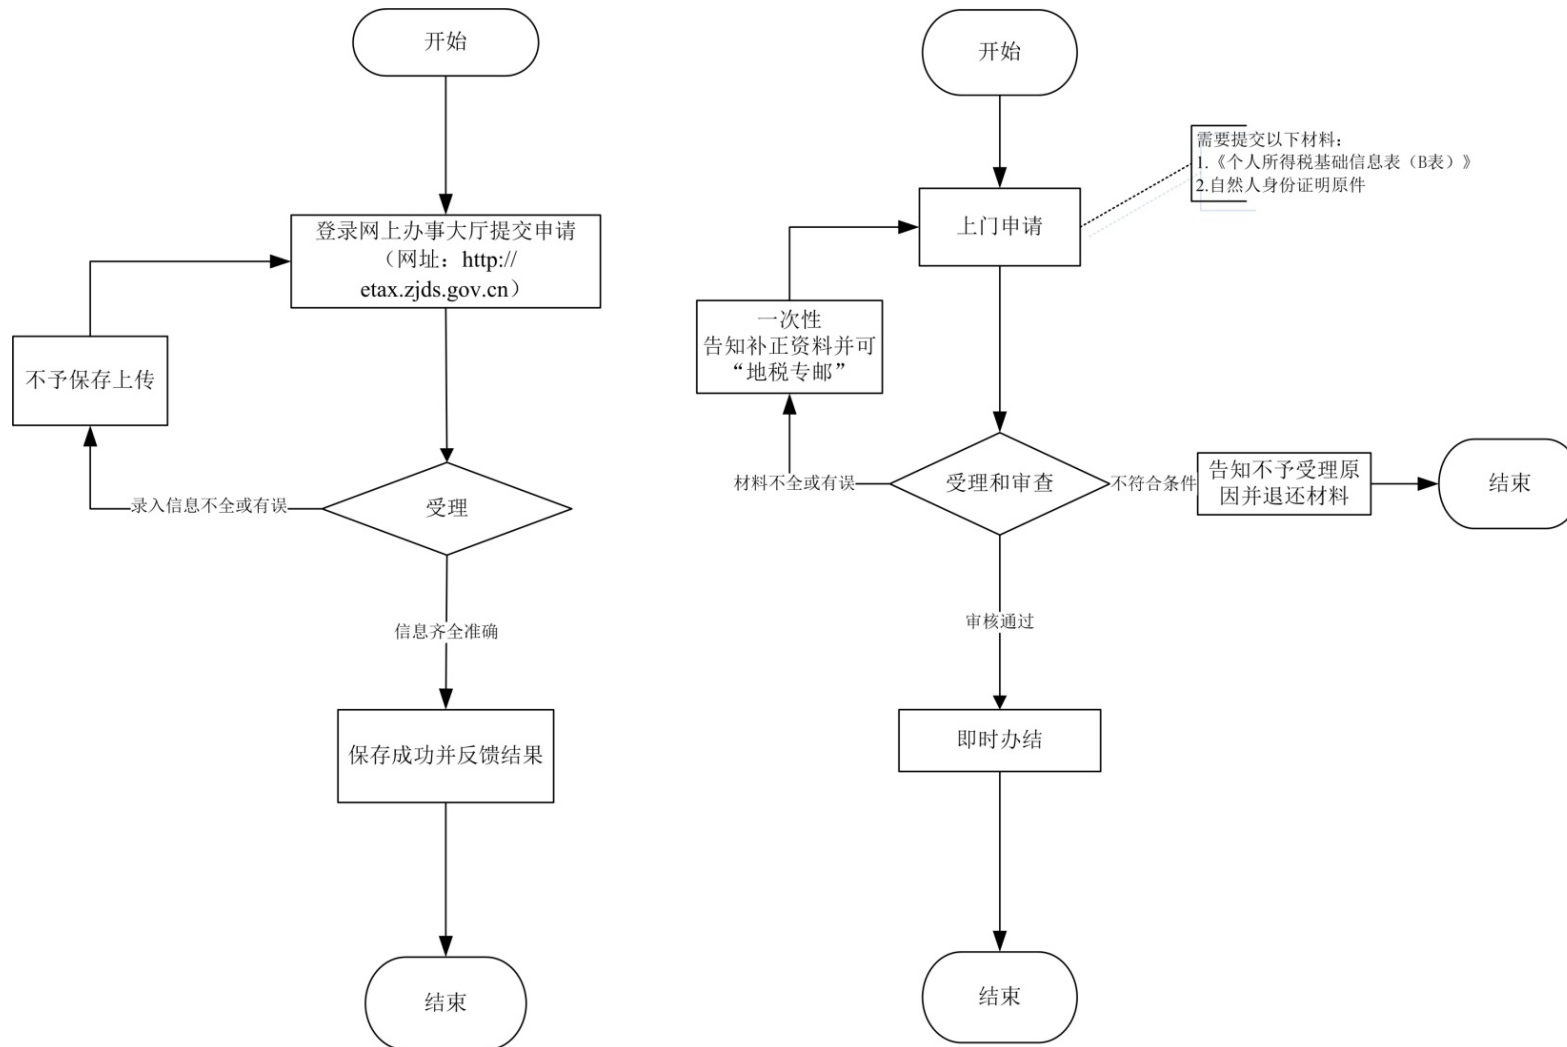 开始
登录网上办事大厅提交申请
（网址：http://
etax.zjds.gov.cn）
不予保存上传
录入信息不全或有误
受理
信息齐全准确
保存成功并反馈结果
结束
开始
需要提交以下材料：
1.《个人所得税基础信息表（B表）》
2.自然人身份证明原件
上门申请
一次性
告知补正资料并可
“地税专邮”
材料不全或有误
受理和审查
不符合条件
告知不予受理原
因并退还材料
结束
审核通过
即时办结
结束